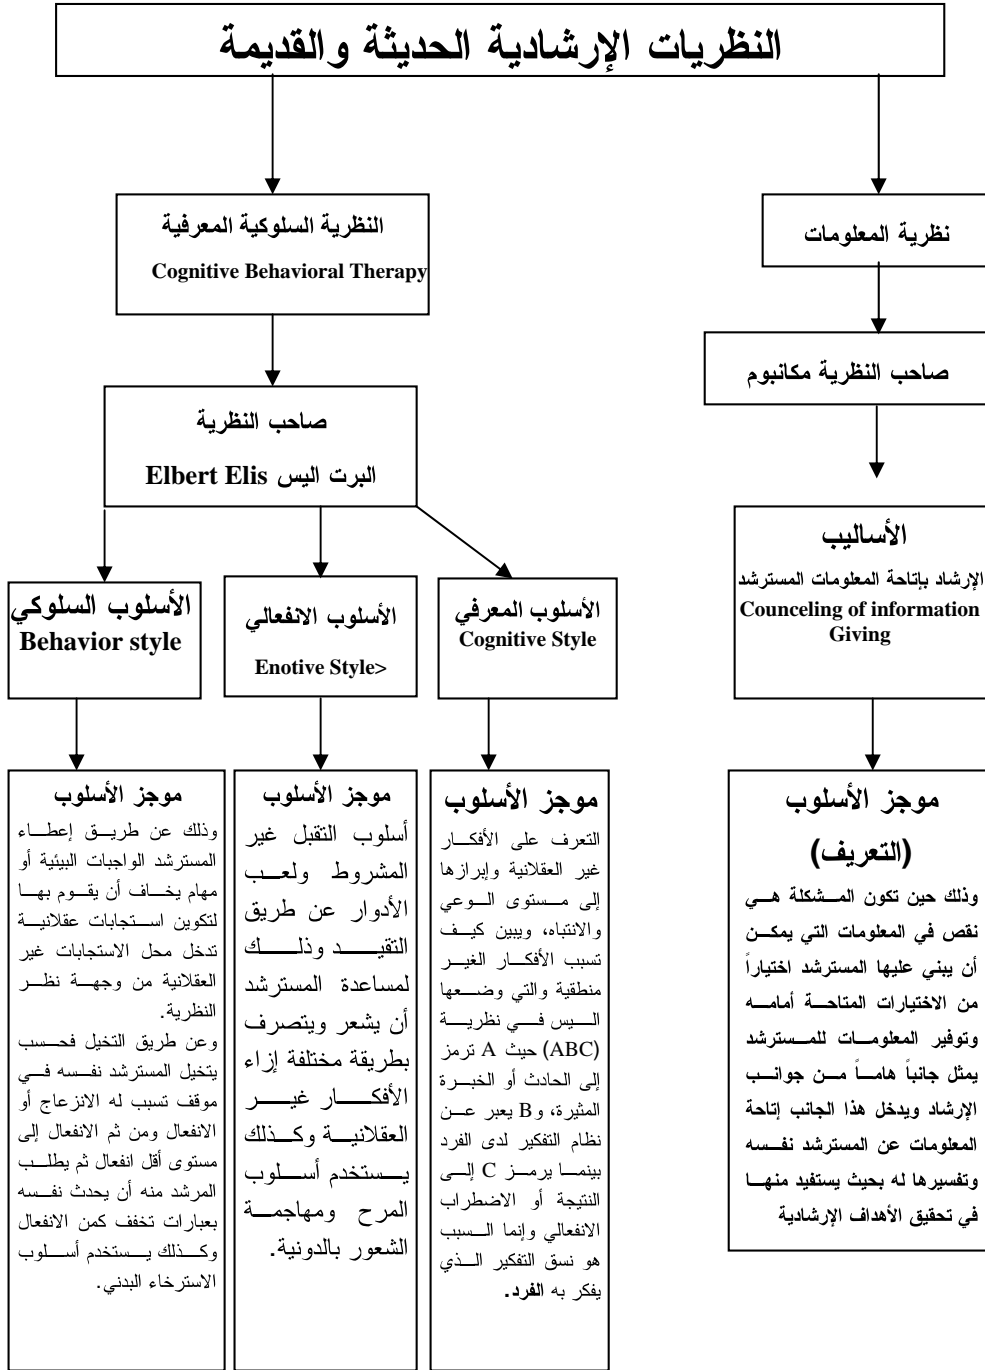 النظريات الإرشادية الحديثة والقديمة
نظرية المعلومات
صاحب النظرية مكانبوم
الأساليب
الإرشاد بإتاحة المعلومات المسترشد
Counceling of information
Giving
موجز الأسلوب
(التعريف)
وذلك حين تكون المشكلة هي
نقص في المعلومات التي يمكن
أن يبني عليها المسترشد اختياراً
من الاختيارات المتاحة أمامه
وتوفير المعلومات للمسترشد
يمثل جانباً هاماً من جوانب
الإرشاد ويدخل هذا الجانب إتاحة
المعلومات عن المسترشد نفسه
وتفسيرها له بحيث يستفيد منها
في تحقيق الأهداف الإرشادية
النظرية السلوكية المعرفية
Cognitive Behavioral Therapy
صاحب النظرية
البرت اليس Elbert Elis
الأسلوب المعرفي
Cognitive Style
موجز الأسلوب
التعرف على الأفكار
غير العقلانية وإبرازها
إلى مستوى الوعي
والانتباه، ويبين كيف
تسبب الأفكار الغير
منطقية والتي وضعها
اليس في نظرية
(ABC) حيث A ترمز
إلى الحادث أو الخبرة
المثيرة، و B يعبر عن
نظام التفكير لدى الفرد
بينما يرمز C إلى
النتيجة أو الاضطراب
الانفعالي وإنما السبب
هو نسق التفكير الذي
يفكر به الفرد.
الأسلوب الانفعالي
Enotive Style>
موجز الأسلوب
أسلوب التقبل غير
المشروط ولعب
الأدوار عن طريق
التقيد وذلك
لمساعدة المسترشد
أن يشعر ويتصرف
بطريقة مختلفة إزاء
الأفكار غير
العقلانية وكذلك
يستخدم أسلوب
المرح ومهاجمة
الشعور بالدونية.
الأسلوب السلوكي
Behavior style
موجز الأسلوب
وذلك عن طريق إعطاء
المسترشد الواجبات البيئية أو
مهام يخاف أن يقوم بها
لتكوين استجابات عقلانية
تدخل محل الاستجابات غير
العقلانية من وجهة نظر
النظرية.
وعن طريق التخيل فحسب
يتخيل المسترشد نفسه في
موقف تسبب له الانزعاج أو
الانفعال ومن ثم الانفعال إلى
مستوى أقل انفعال ثم يطلب
المرشد منه أن يحدث نفسه
بعبارات تخفف كمن الانفعال
وكذلك يستخدم أسلوب
الاسترخاء البدني.